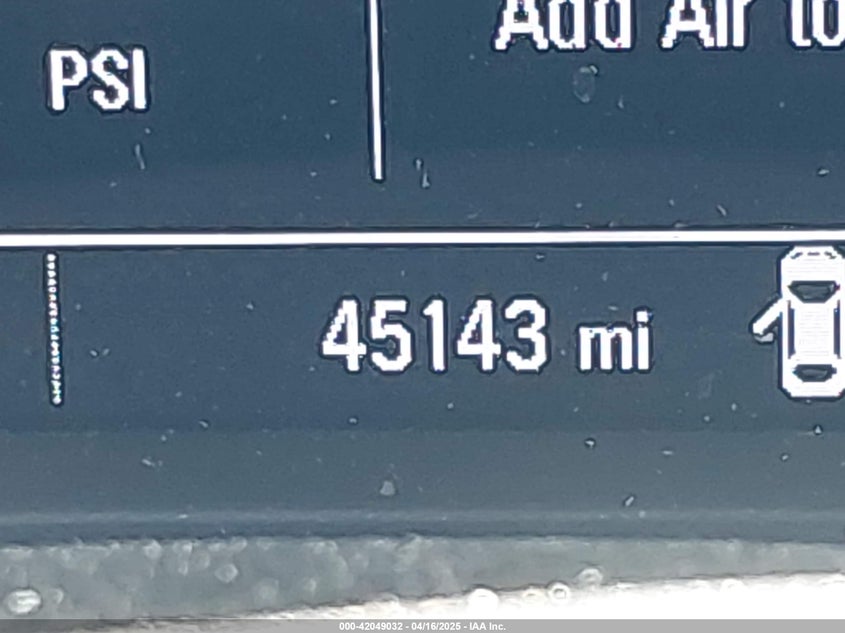 Add Air to
PSI
45143 mi
000-42049032 - 04/16/2025 - IAA Inc.